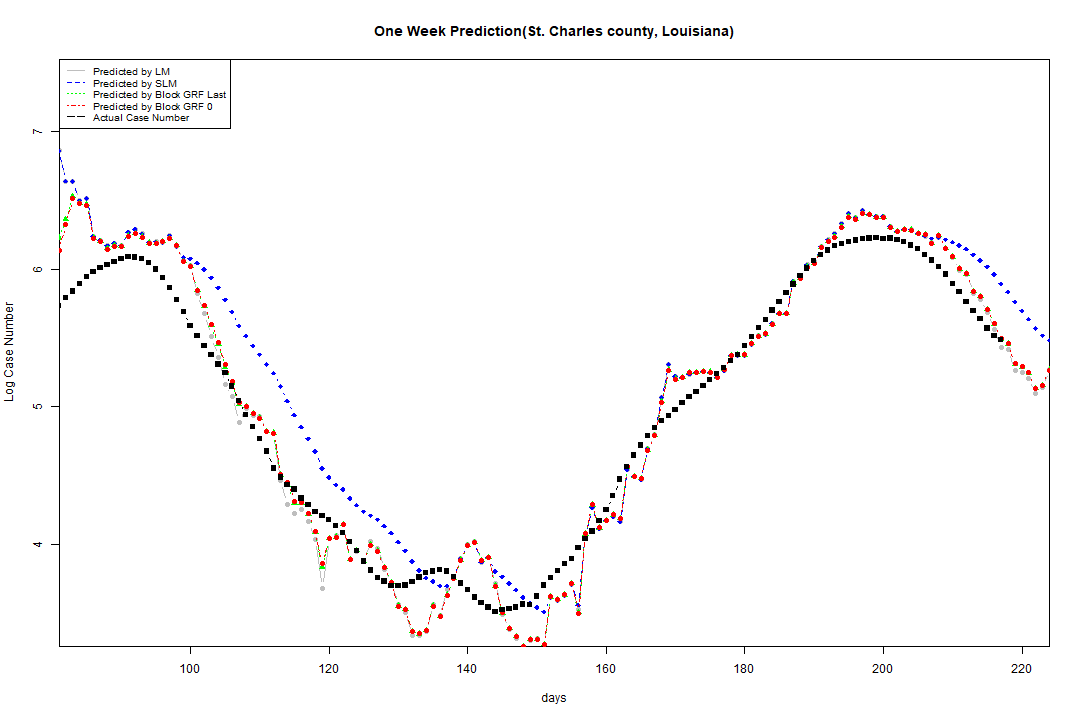 One Week Prediction(St. Charles county, Louisiana)
Predicted by LM
Predicted by SLM
Predicted by Block GRF Last
Predicted by Block GRF 0
Actual Case Number
7
6
5
4
Log Case Number
100 120 140 160 180 200 220
days